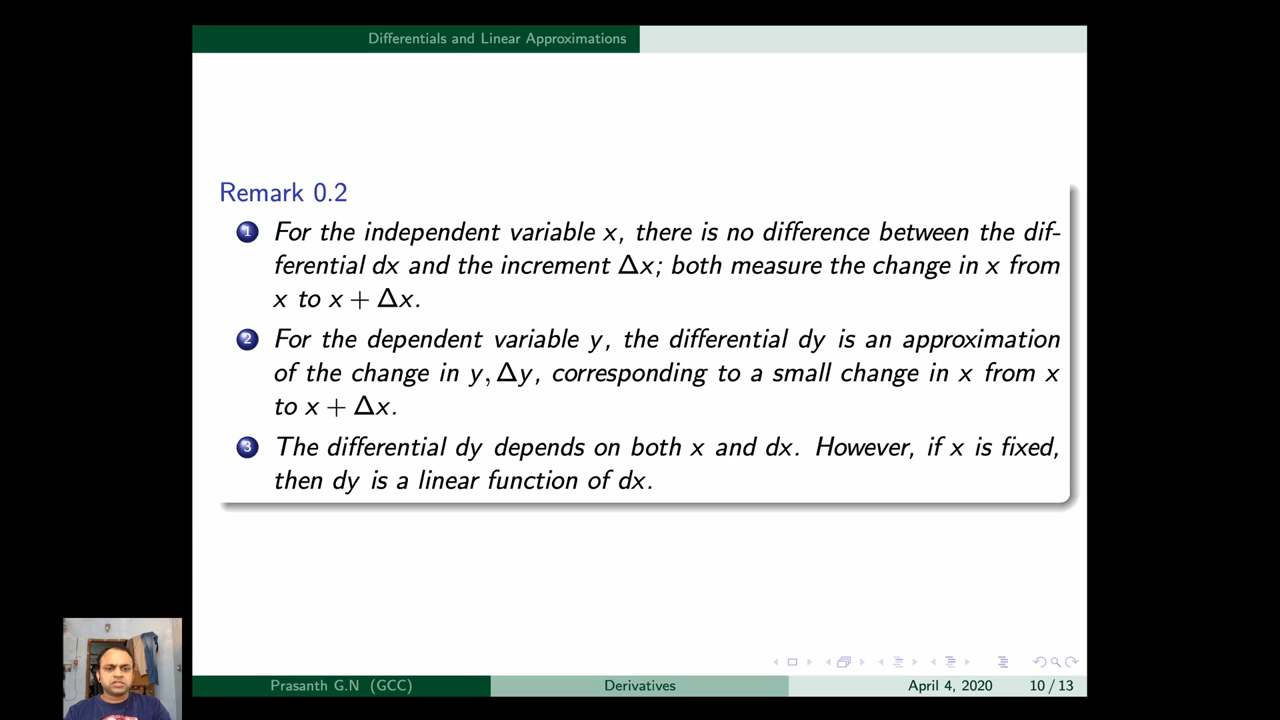 Differentials and Linear Approximations
Remark 0.2
1 For the independent variable x, there is no difference between the dif-
ferential dx and the increment Δx; both measure the change in x from
x to x + Δx.
2 For the dependent variable y, the differential dy is an approximation
of the change in y, Δy, corresponding to a small change in x from x
to x + Δx.
3 The differential dy depends on both x and dx. However, if x is fixed,
then dy is a linear function of dx.
Prasanth G.N (GCC) Derivatives April 4, 2020 10 / 13